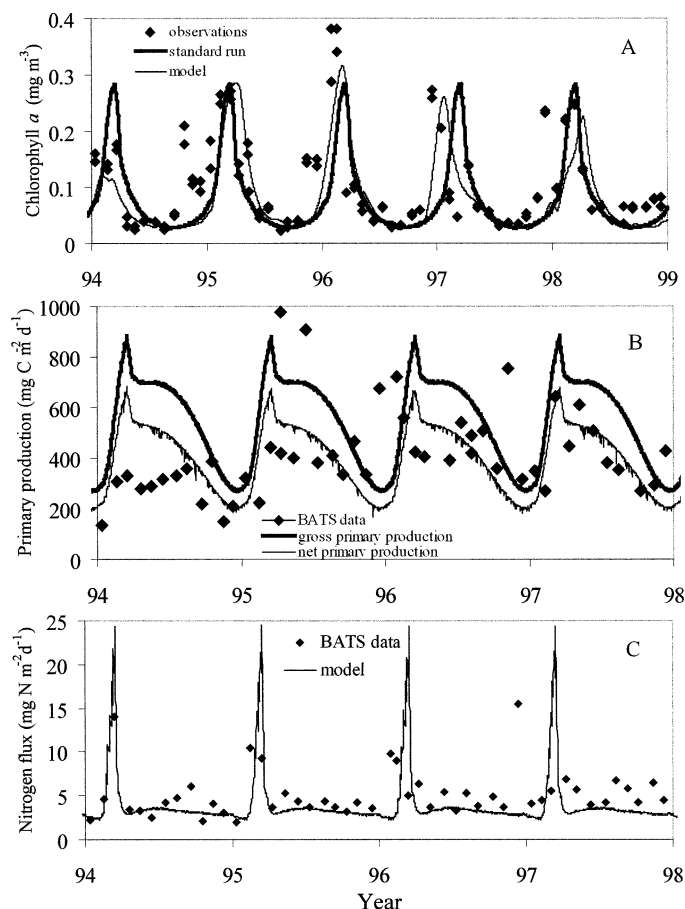 0.4
0.3
0.2
0.1
0
Chlorophyll a (mg m-3)
observations
standard run
model
A
94 95 96 97 98 99
1000
800
600
400
200
0
Primary production (mg C m-2 d-1)
B
BATS data
gross primary production
net primary production
94 95 96 97 98
25
20
15
10
5
0
Nitrogen flux (mg N m-2d-1)
BATS data
model
C
94 95 96 97 98
Year